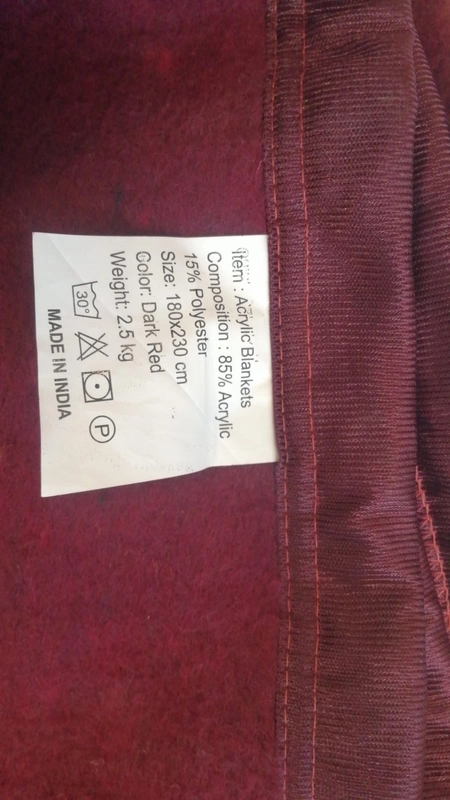 Item : Acrylic Blankets
Composition : 85% Acrylic
15% Polyester
Size: 180x230 cm
Color: Dark Red
Weight: 2.5 kg
30° P
MADE IN INDIA